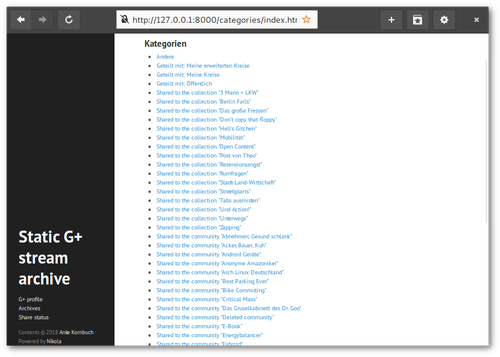 http://127.0.0.1:8000/categories/index.ht
Kategorien
Andere
Geteilt mit: Meine erweiterten Kreise
Geteilt mit: Meine Kreise
Geteilt mit: Öffentlich
Shared to the collection "3 Mann + LKW"
Shared to the collection "Berlin Fails"
Shared to the collection "Das große Fressen"
Shared to the collection "Don't copy that floppy"
Shared to the collection "Hell's Gitchen"
Shared to the collection "Mobilität"
Shared to the collection "Open Content"
Shared to the collection "Post von Theo"
Shared to the collection "Rezensionsangst"
Shared to the collection "Rumfragen"
Shared to the collection "Stadt-Land-Wirtschaft"
Shared to the collection "Streetparts"
Shared to the collection "Tabs ausmisten"
Shared to the collection "Und Action!"
Shared to the collection "Unterwegs"
Shared to the collection "Zapping"
Shared to the community "Abnehmen: Gesund schlank"
Shared to the community "Acker, Bauer, Kuh"
Shared to the community "Android Geräte"
Shared to the community "Anonyme Amazoniker"
Shared to the community "Arch Linux Deutschland"
Shared to the community "Best Parking Ever"
Shared to the community "Bike Commuting"
Shared to the community "Critical Mass"
Shared to the community "Das Gruselkabinett des Dr. Goo"
Shared to the community "Deleted community"
Shared to the community "E-Book"
Shared to the community "Energybalancer"
Shared to the community "Fahrrad"
Static G+
stream
archive
G+ profile
Archives
Share status
Contents © 2018 Anke Kornbuch -
Powered by Nikola